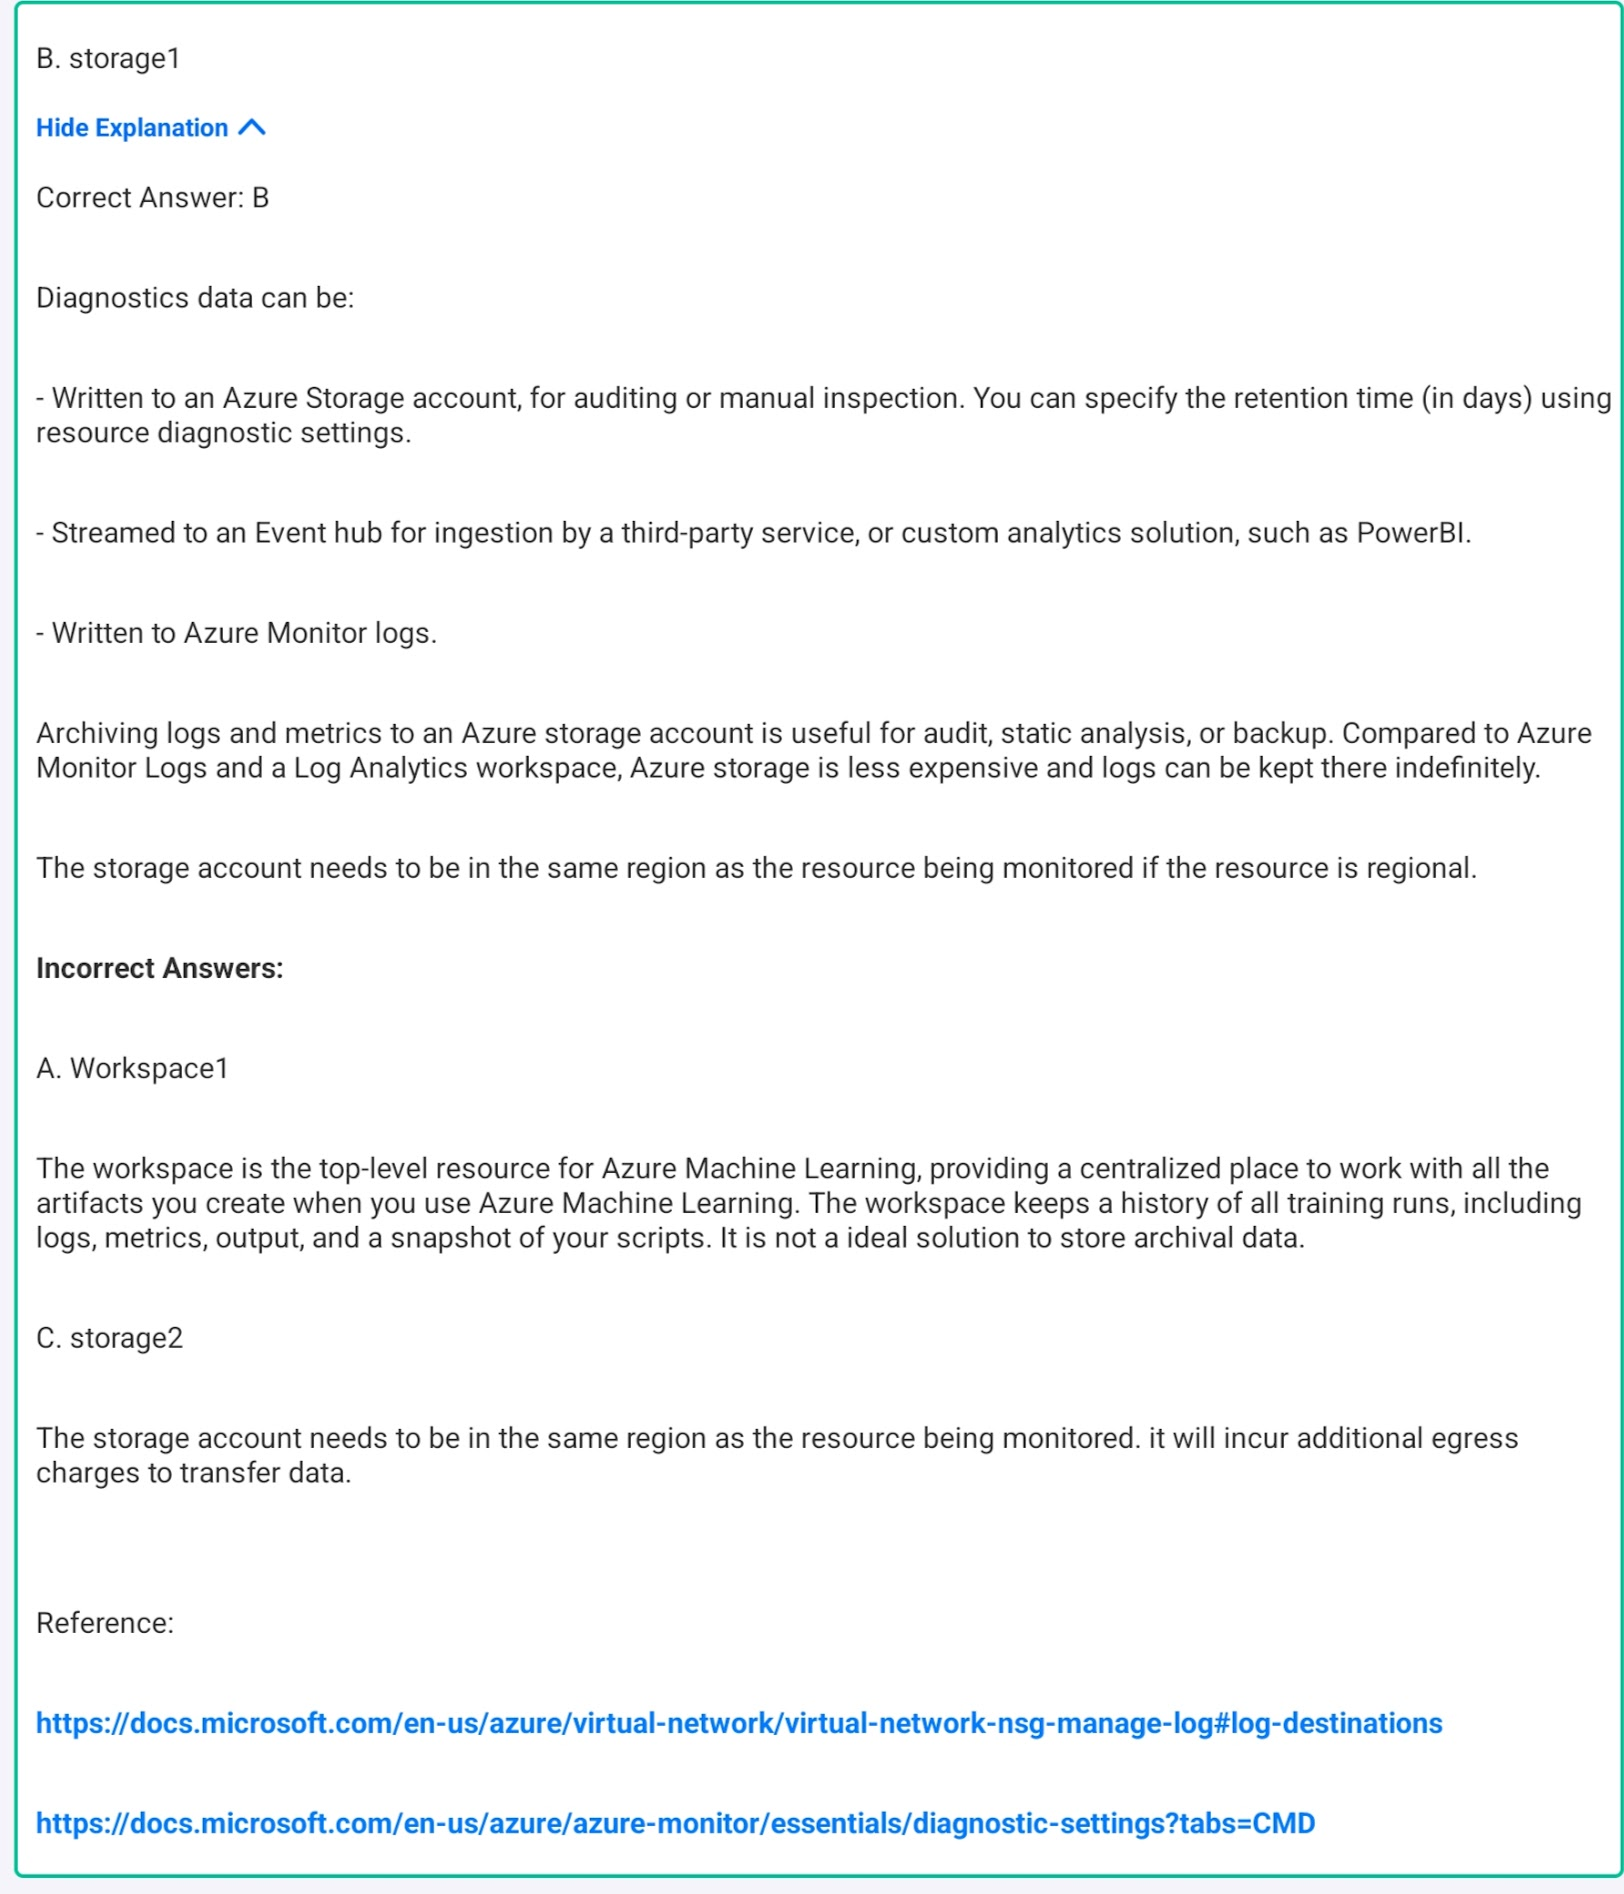 B. storage1
Hide Explanation
Correct Answer: B
Diagnostics data can be:
- Written to an Azure Storage account, for auditing or manual inspection. You can specify the retention time (in days) using
resource diagnostic settings.
- Streamed to an Event hub for ingestion by a third-party service, or custom analytics solution, such as PowerBI.
- Written to Azure Monitor logs.
Archiving logs and metrics to an Azure storage account is useful for audit, static analysis, or backup. Compared to Azure
Monitor Logs and a Log Analytics workspace, Azure storage is less expensive and logs can be kept there indefinitely.
The storage account needs to be in the same region as the resource being monitored if the resource is regional.
Incorrect Answers:
A. Workspace1
The workspace is the top-level resource for Azure Machine Learning, providing a centralized place to work with all the
artifacts you create when you use Azure Machine Learning. The workspace keeps a history of all training runs, including
logs, metrics, output, and a snapshot of your scripts. It is not a ideal solution to store archival data.
C. storage2
The storage account needs to be in the same region as the resource being monitored. it will incur additional egress
charges to transfer data.
Reference:
https://docs.microsoft.com/en-us/azure/virtual-network/virtual-network-nsg-manage-log#log-destinations
https://docs.microsoft.com/en-us/azure/azure-monitor/essentials/diagnostic-settings?tabs=CMD